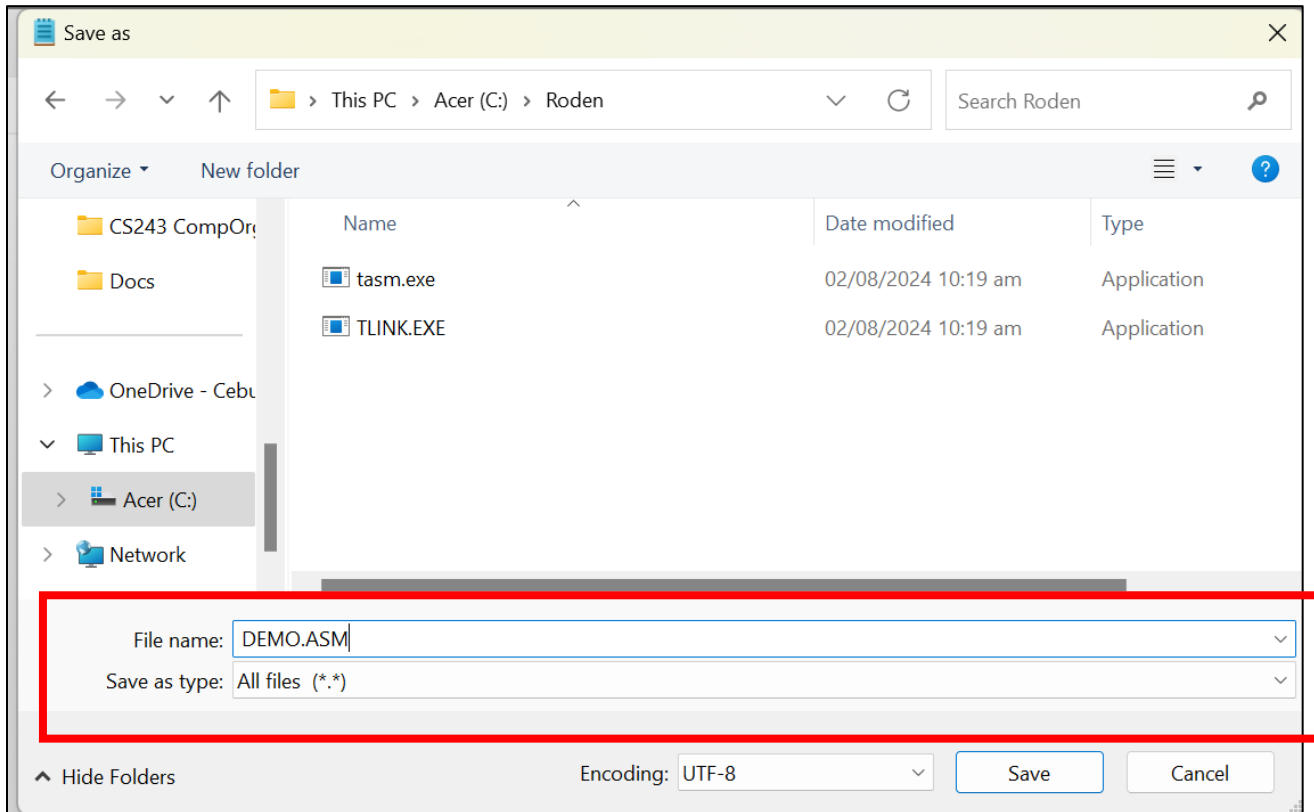 Save as
This PC > Acer (C:) > Roden
Search Roden
Organize
New folder
Name
Date modified
Type
CS243 CompOrg
Docs
tasm.exe 02/08/2024 10:19 am Application
TLINK.EXE 02/08/2024 10:19 am Application
OneDrive - Cebu
This PC
Acer (C:)
Network
File name: DEMO.ASM
Save as type: All files (*.*)
Hide Folders
Encoding: UTF-8
Save
Cancel